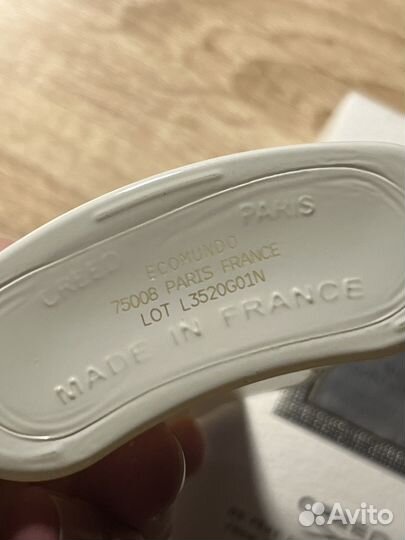 CREED PARIS
ECOMUNDO
75008 PARIS FRANCE
LOT L3520G01N
MADE IN FRANCE
Avito